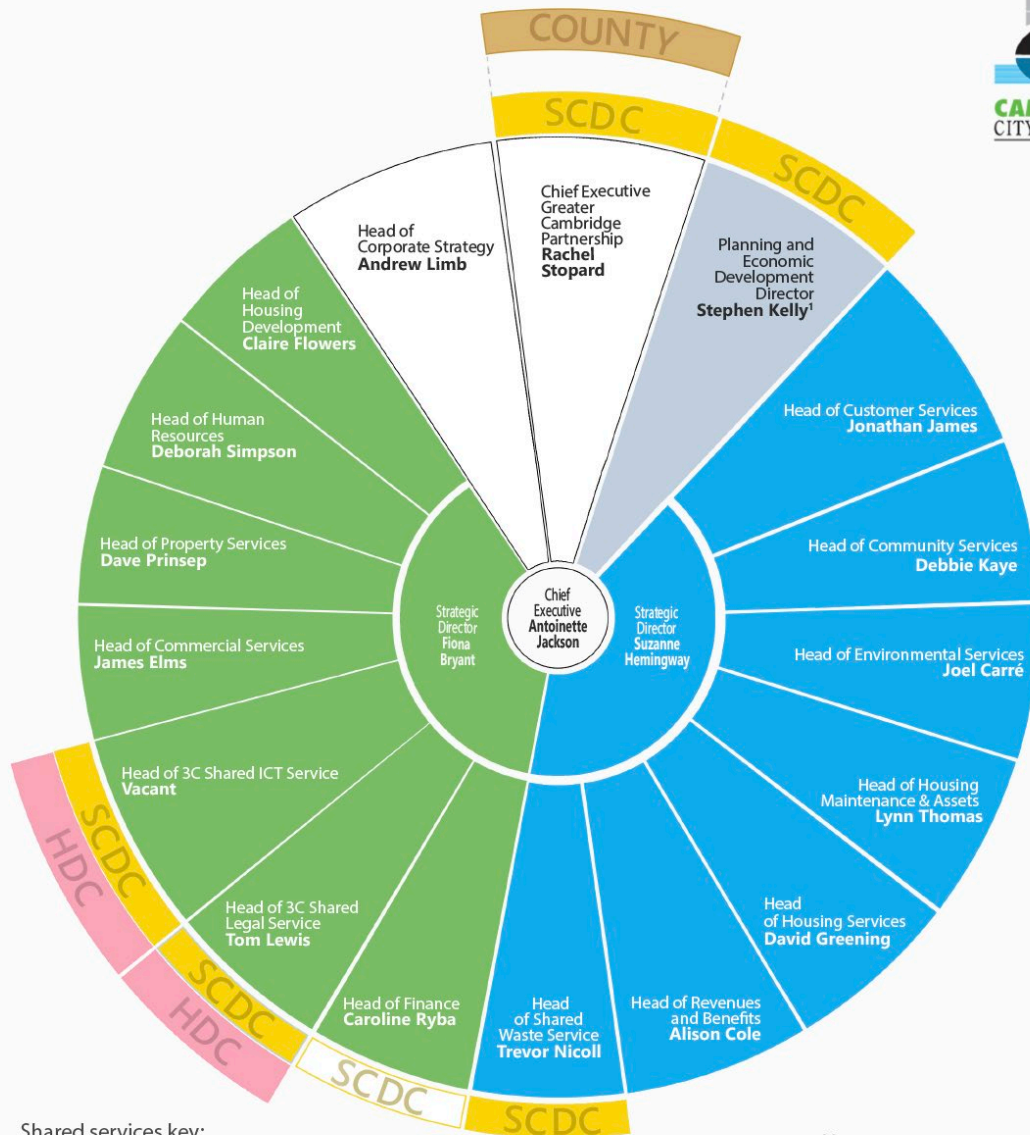 COUNTY
SCDC
SCDC
CITY
Head of
Corporate Strategy
Andrew Limb
Chief Executive
Greater
Cambridge
Partnership
Rachel
Stopard
Planning and
Economic
Development
Director
Stephen Kelly¹
Head of
Housing
Development
Claire Flowers
Head of Human
Resources
Deborah Simpson
Head of Property Services
Dave Prinsep
Head of Commercial Services
James Elms
Head of 3C Shared ICT Service
Vacant
Head of 3C Shared
Legal Service
Tom Lewis
Head of Finance
Caroline Ryba
Strategic
Director
Fiona
Bryant
Chief
Executive
Antoinette
Jackson
Strategic
Director
Suzanne
Hemingway
Head of Customer Services
Jonathan James
Head of Community Services
Debbie Kaye
Head of Environmental Services
Joel Carré
Head of Housing
Maintenance & Assets
Lynn Thomas
Head
of Housing Services
David Greening
Head of Revenues
and Benefits
Alison Cole
Head
of Shared
Waste Service
Trevor Nicoll
SCDC
HDC
SCDC
HDC
SCDC
SCDC
Shared services key: